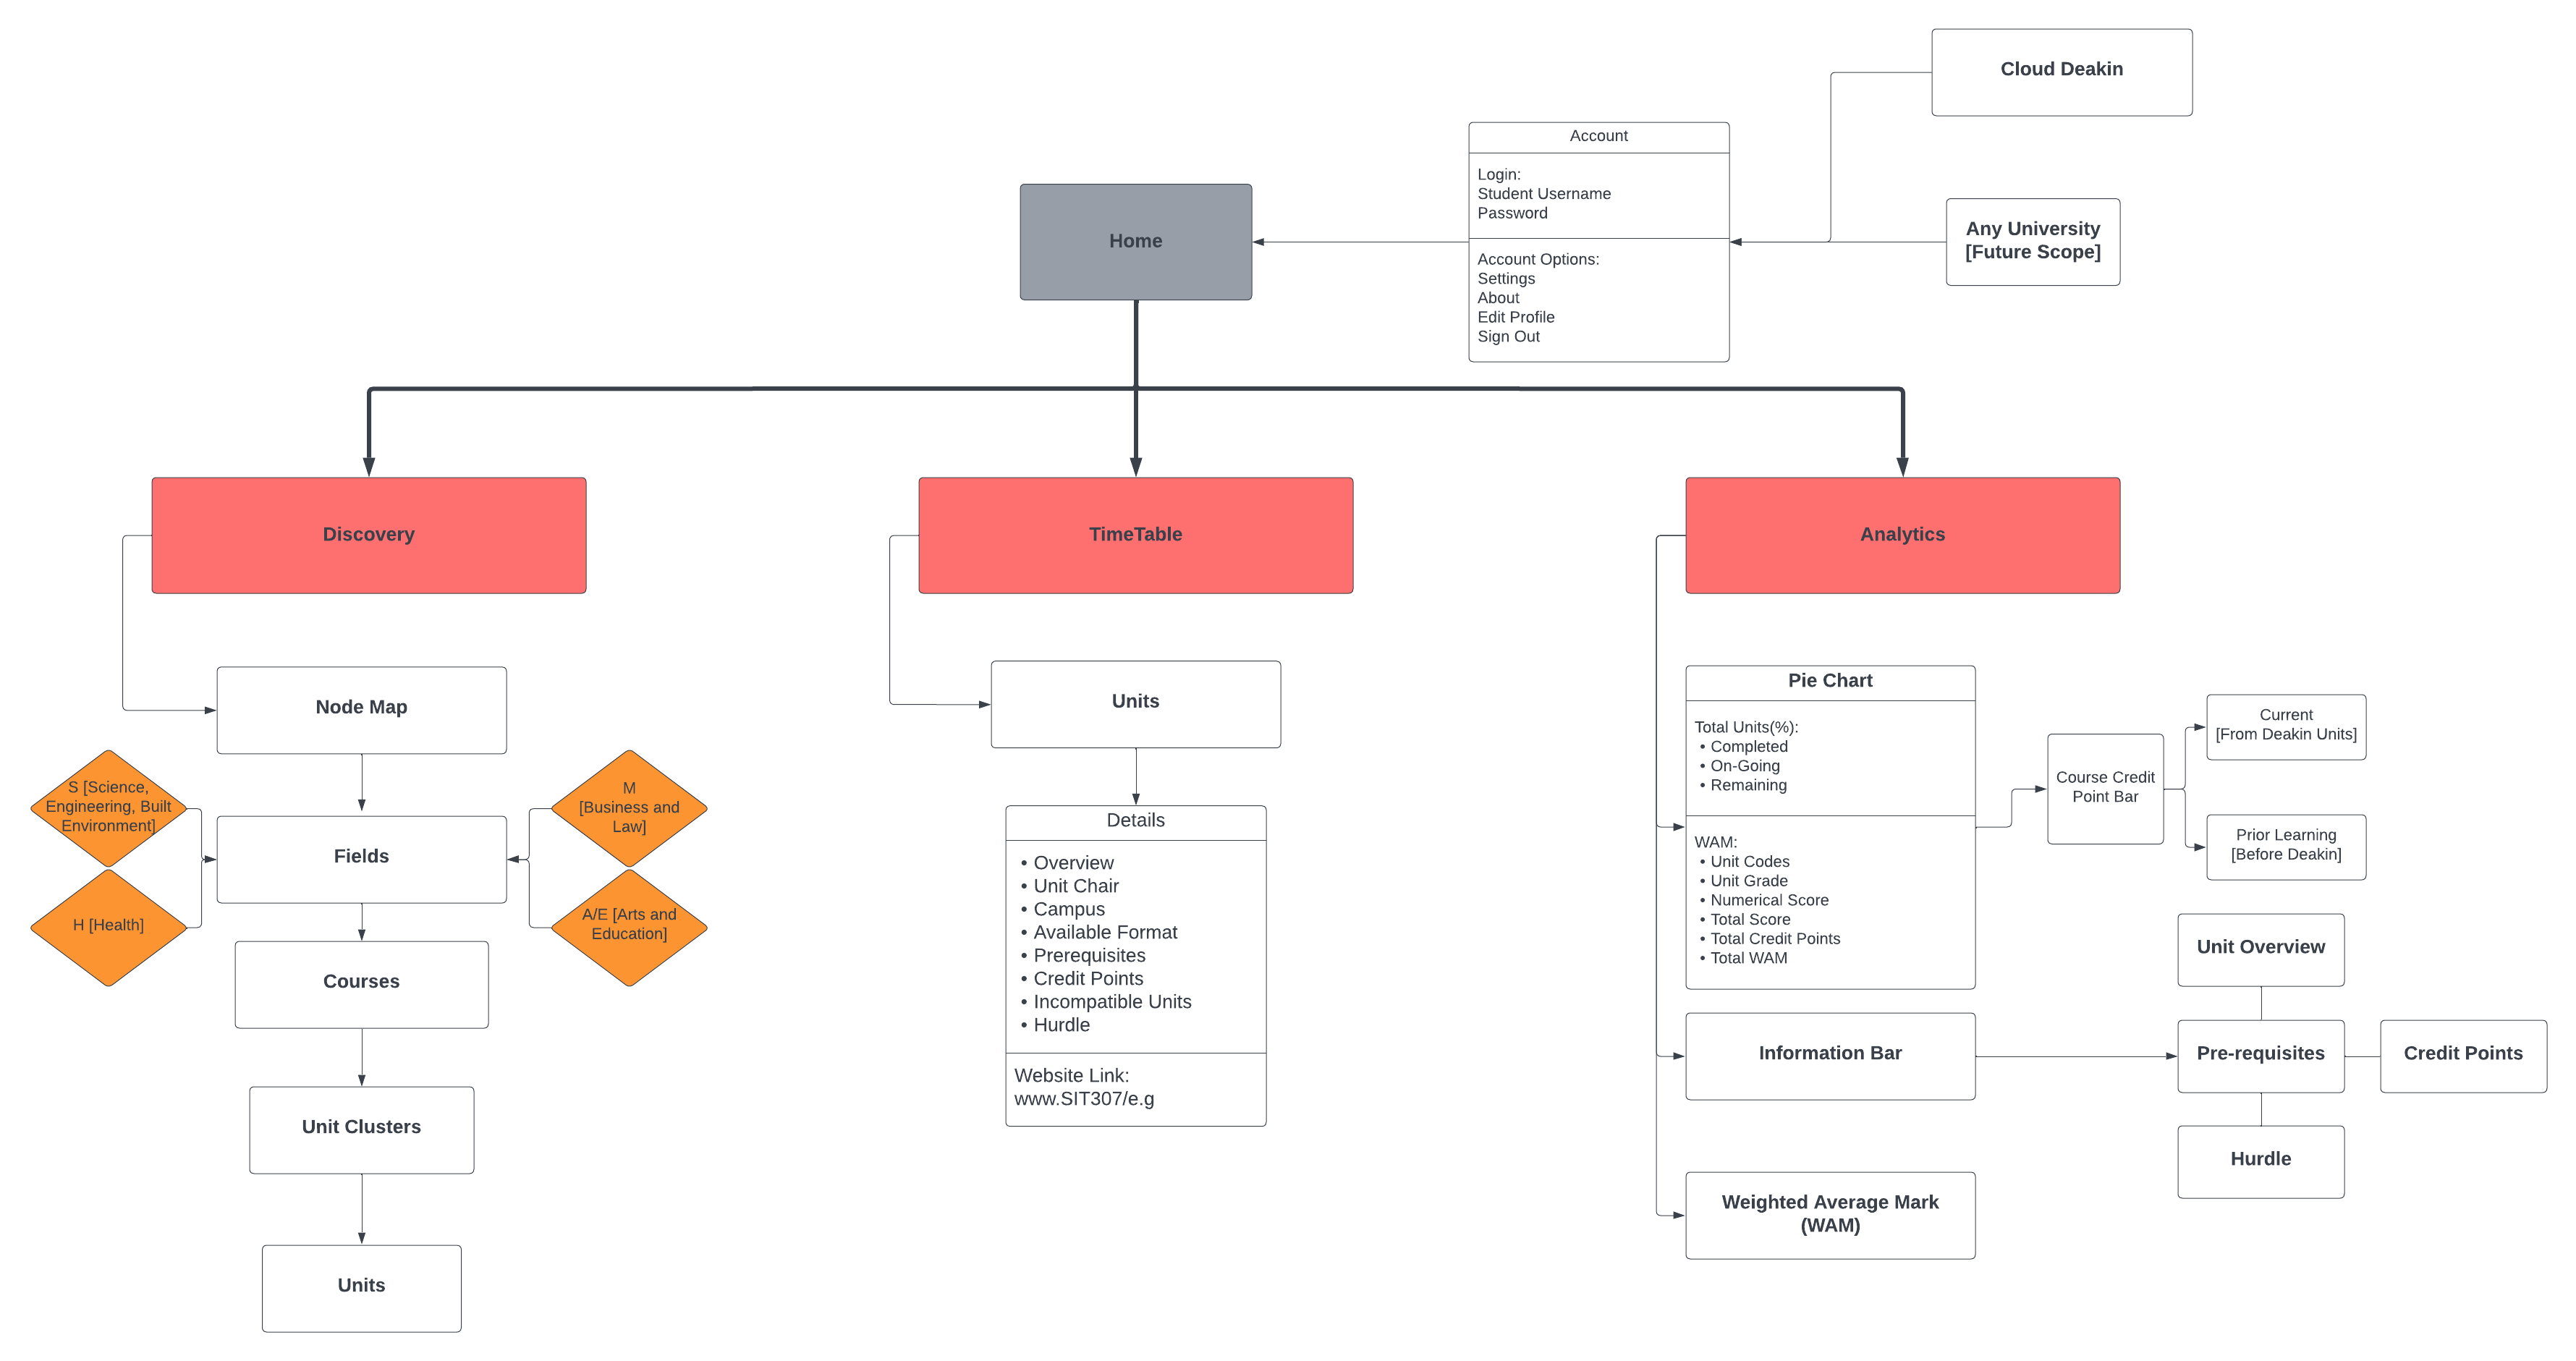 Cloud Deakin
Account
Login:
Student Username
Password
Account Options:
Settings
About
Edit Profile
Sign Out
Any University
[Future Scope]
Home
Discovery
TimeTable
Analytics
Node Map
S [Science,
Engineering, Built
Environment]
M
[Business and
Law]
Fields
H [Health]
A/E [Arts and
Education]
Courses
Unit Clusters
Units
Units
Details
• Overview
• Unit Chair
• Campus
• Available Format
• Prerequisites
• Credit Points
• Incompatible Units
• Hurdle
Website Link:
www.SIT307/e.g
Pie Chart
Total Units(%):
• Completed
• On-Going
• Remaining
WAM:
• Unit Codes
• Unit Grade
• Numerical Score
• Total Score
• Total Credit Points
• Total WAM
Course Credit
Point Bar
Current
[From Deakin Units]
Prior Learning
[Before Deakin]
Information Bar
Unit Overview
Pre-requisites
Credit Points
Hurdle
Weighted Average Mark
(WAM)